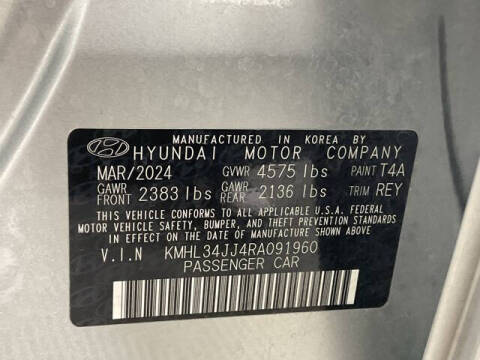 MANUFACTURED IN KOREA BY
HYUNDAI MOTOR COMPANY
MAR/2024 GVWR 4575 lbs PAINT T4A
GAWR FRONT 2383 lbs GAWR REAR 2136 lbs TRIM REY
THIS VEHICLE CONFORMS TO ALL APPLICABLE U.S.A. FEDERAL
MOTOR VEHICLE SAFETY, BUMPER, AND THEFT PREVENTION STANDARDS
IN EFFECT ON THE DATE OF MANUFACTURE SHOWN ABOVE.
V.I.N KMHL34JJ4RA091960
PASSENGER CAR